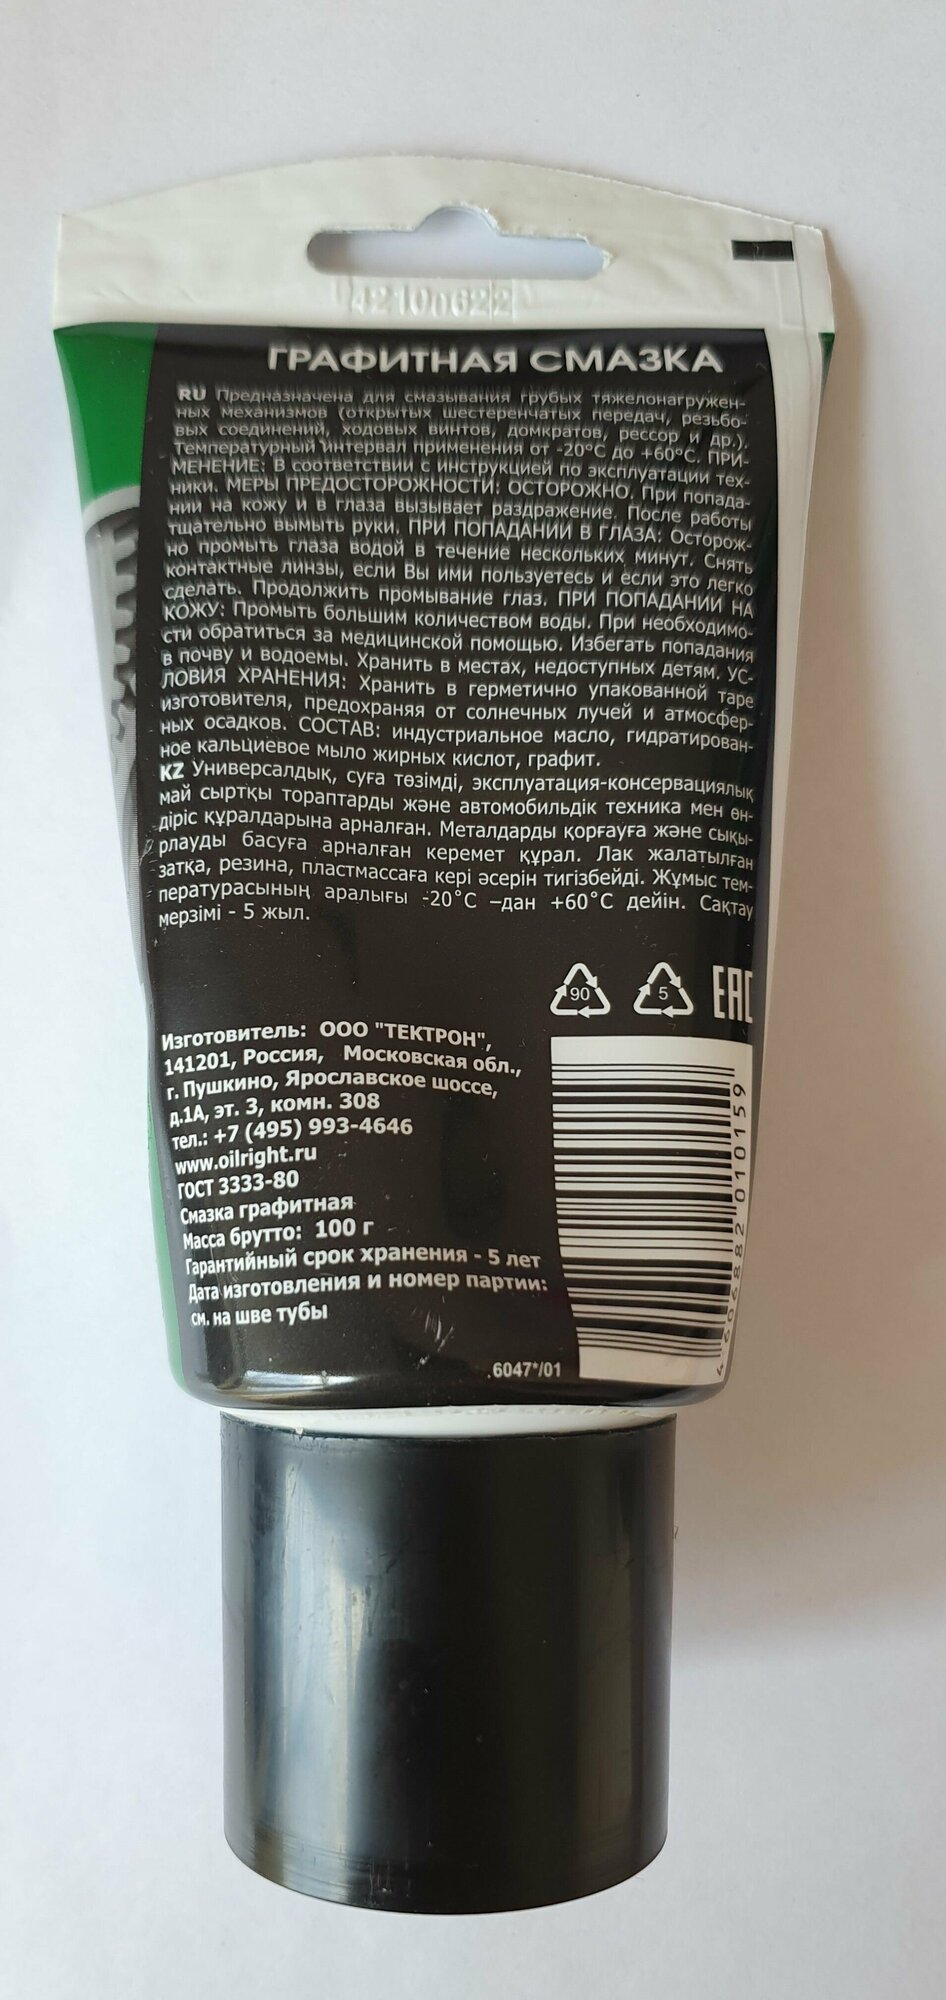 42100622
ГРАФИТНАЯ СМАЗКА
RU Предназначена для смазывания грубых тяжелонагружен-
ных механизмов (открытых шестеренчатых передач, резьбо-
вых соединений, ходовых винтов, домкратов, рессор и др.).
Температурный интервал применения от -20°С до +60°С. ПРИ-
МЕНЕНИЕ: В соответствии с инструкцией по эксплуатации тех-
ники. МЕРЫ ПРЕДОСТОРОЖНОСТИ: ОСТОРОЖНО. При попада-
нии на кожу и в глаза вызывает раздражение. После работы
тщательно вымыть руки. ПРИ ПОПАДАНИИ В ГЛАЗА: Осторож-
но промыть глаза водой в течение нескольких минут. Снять
контактные линзы, если Вы ими пользуетесь и если это легко
сделать. Продолжить промывание глаз. ПРИ ПОПАДАНИИ НА
КОЖУ: Промыть большим количеством воды. При необходимо-
сти обратиться за медицинской помощью. Избегать попадания
в почву и водоемы. Хранить в местах, недоступных детям. УС-
ЛОВИЯ ХРАНЕНИЯ: Хранить в герметично упакованной таре
изготовителя, предохраняя от солнечных лучей и атмосфер-
ных осадков. СОСТАВ: индустриальное масло, гидратирован-
ное кальциевое мыло жирных кислот, графит.
KZ Универсалдық, суға төзімді, эксплуатация-консервациялық
май сыртқы тораптарды және автомобильдік техника мен өн-
діріс құралдарына арналған. Металдарды қорғауға және сықы-
рлауды басуға арналған керемет құрал. Лак жалатылған
затқа, резина, пластмассаға кері әсерін тигізбейді. Жұмыс тем-
пературасының аралығы -20˚С –дан +60°С дейін. Сақтау
мерзімі - 5 жыл.
90
5
EAC
Изготовитель: ООО "ТЕКТРОН",
141201, Россия, Московская обл.,
г. Пушкино, Ярославское шоссе,
д.1А, эт. 3, комн. 308
тел.: +7 (495) 993-4646
www.oilright.ru
ГОСТ 3333-80
Смазка графитная
Масса брутто: 100 г
Гарантийный срок хранения - 5 лет
Дата изготовления и номер партии:
см. на шве тубы
4 606882 010159
6047*/01